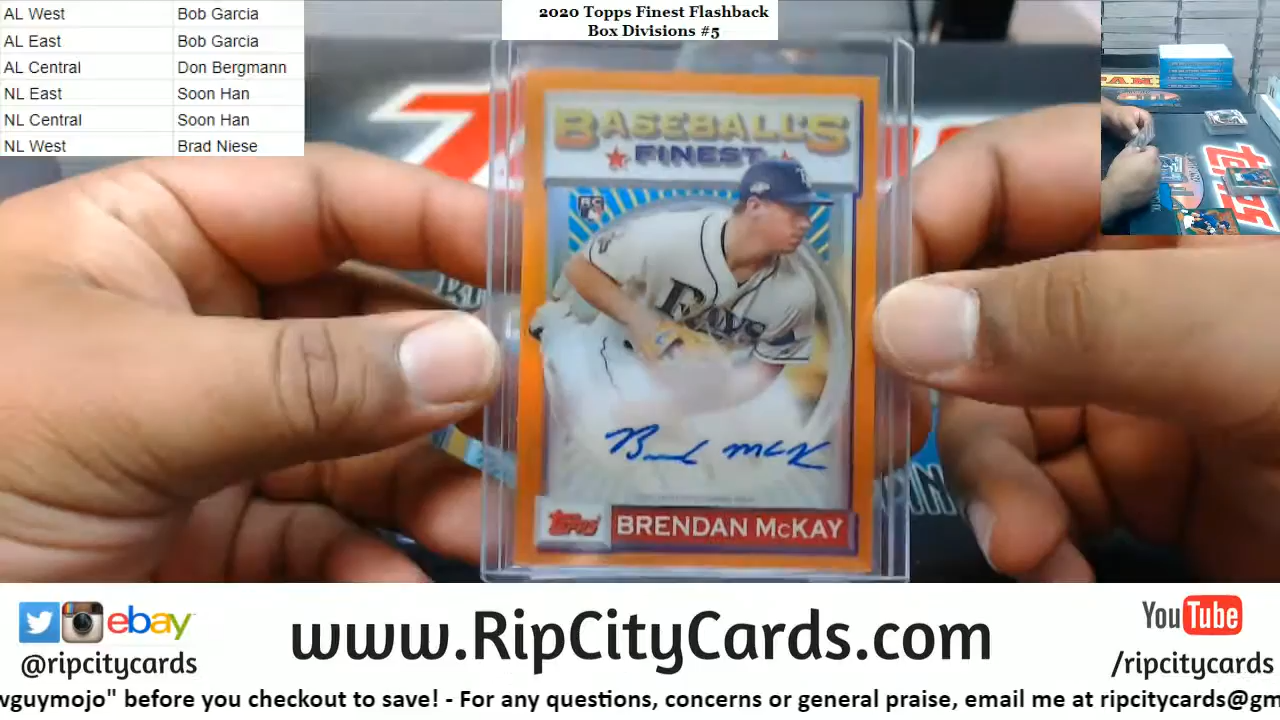 AL West Bob Garcia
AL East Bob Garcia
AL Central Don Bergmann
NL East Soon Han
NL Central Soon Han
NL West Brad Niese
2020 Topps Finest Flashback
Box Divisions #5
BASEBALL'S
FINEST
RC
Rays
Topps
BRENDAN McKAY
topps
ebay
@ripcitycards
www.RipCityCards.com
YouTube
/ripcitycards
wguymojo" before you checkout to save! - For any questions, concerns or general praise, email me at ripcitycards@gm